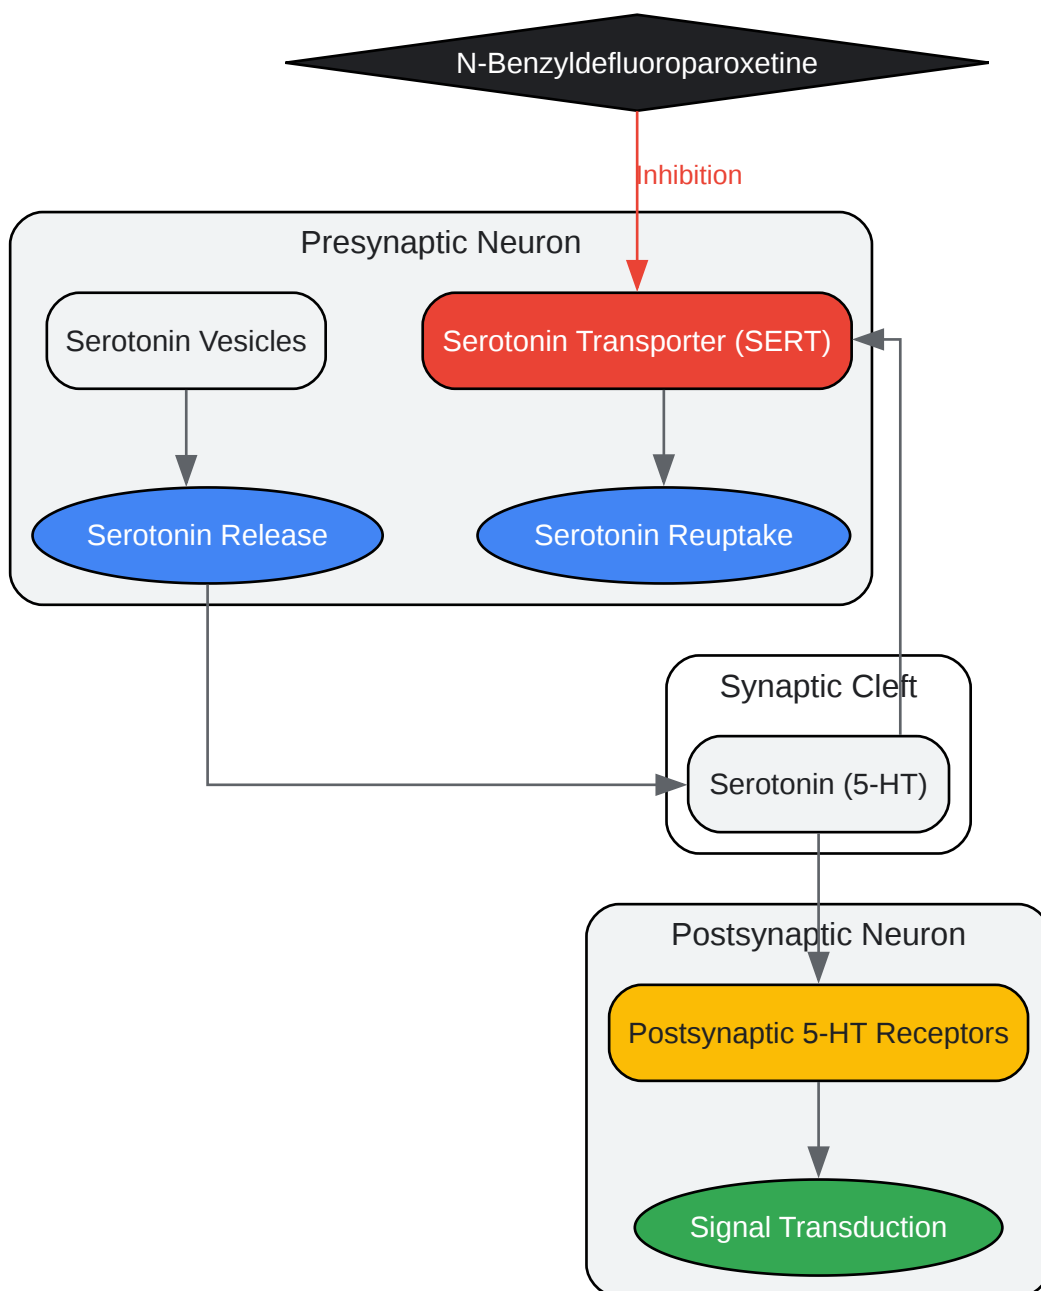 N-Benzyldefluoroparoxetine
Inhibition
Presynaptic Neuron
Serotonin Vesicles
Serotonin Transporter (SERT)
Serotonin Release
Serotonin Reuptake
Synaptic Cleft
Serotonin (5-HT)
Postsynaptic Neuron
Postsynaptic 5-HT Receptors
Signal Transduction